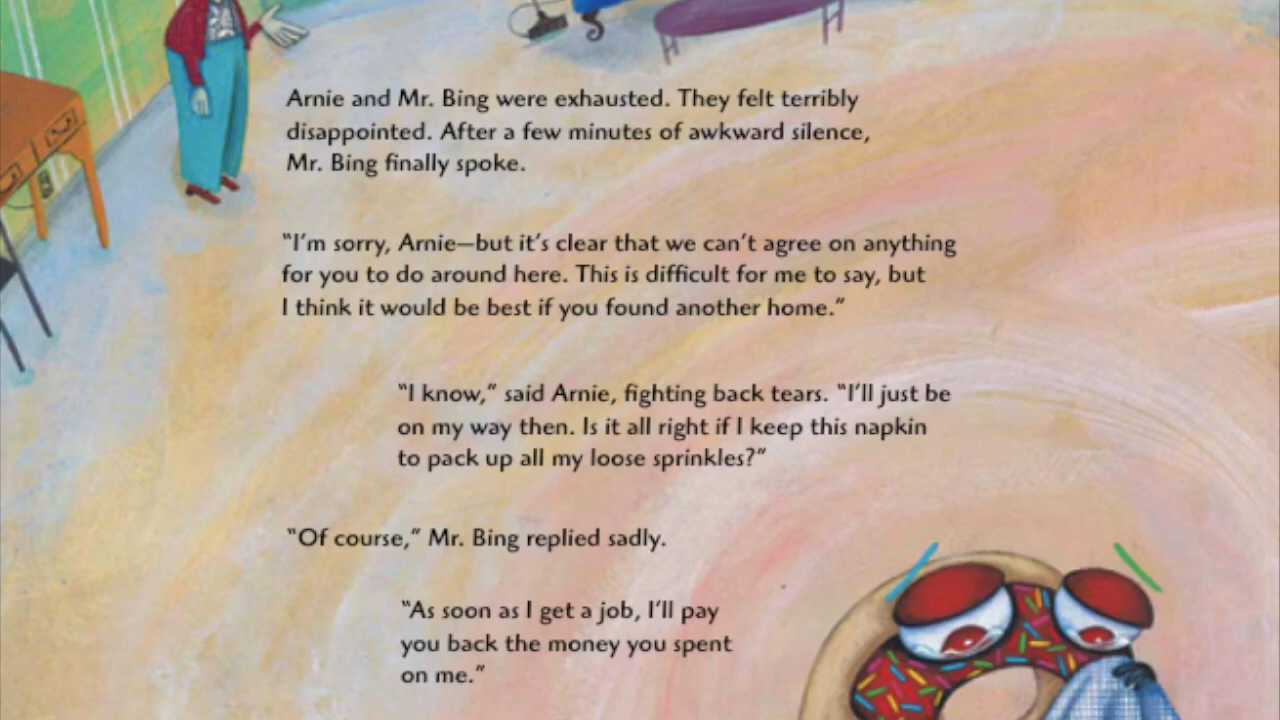 Arnie and Mr. Bing were exhausted. They felt terribly
disappointed. After a few minutes of awkward silence,
Mr. Bing finally spoke.
“I’m sorry, Arnie—but it’s clear that we can’t agree on anything
for you to do around here. This is difficult for me to say, but
I think it would be best if you found another home.”
“I know,” said Arnie, fighting back tears. “I’ll just be
on my way then. Is it all right if I keep this napkin
to pack up all my loose sprinkles?”
“Of course,” Mr. Bing replied sadly.
“As soon as I get a job, I’ll pay
you back the money you spent
on me.”